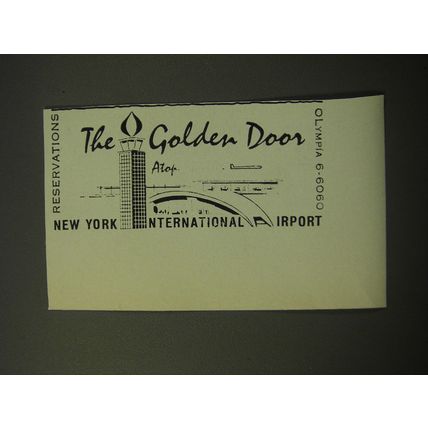 RESERVATIONS
The Golden Door
Atop
NEW YORK INTERNATIONAL AIRPORT
OLYMPIA 6-6060